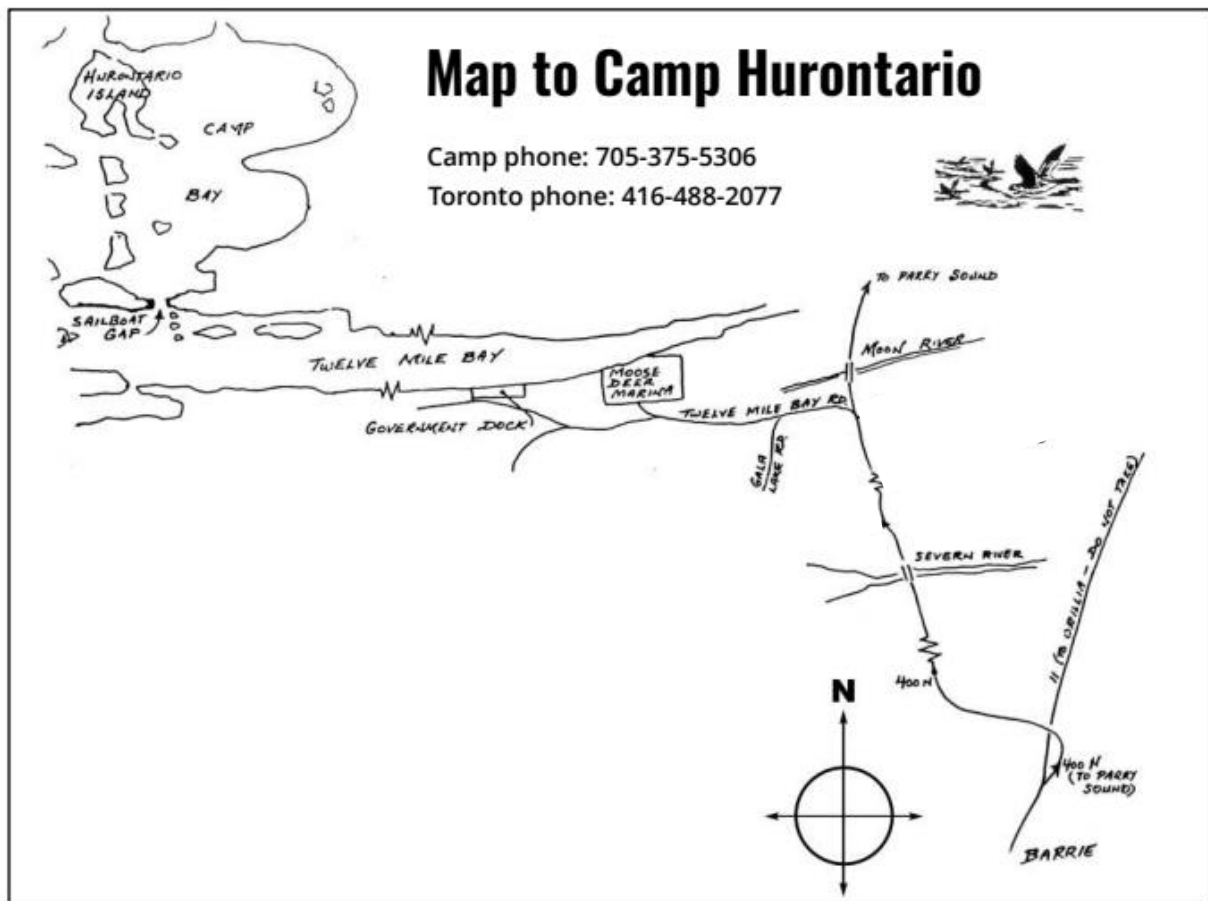 Map to Camp Hurontario
Camp phone: 705-375-5306
Toronto phone: 416-488-2077
HURONTARIO
ISLAND
CAMP
BAY
SAILBOAT
GAP
TWELVE MILE BAY
GOVERNMENT DOCK
MOOSE
DEER
MARINA
TO PARRY SOUND
MOON RIVER
TWELVE MILE BAY RD.
GALA
LAKE RD.
SEVERN RIVER
11 (TO ORILLIA - DO NOT TAKE)
400 N
N
400 N
(TO PARRY
SOUND)
BARRIE